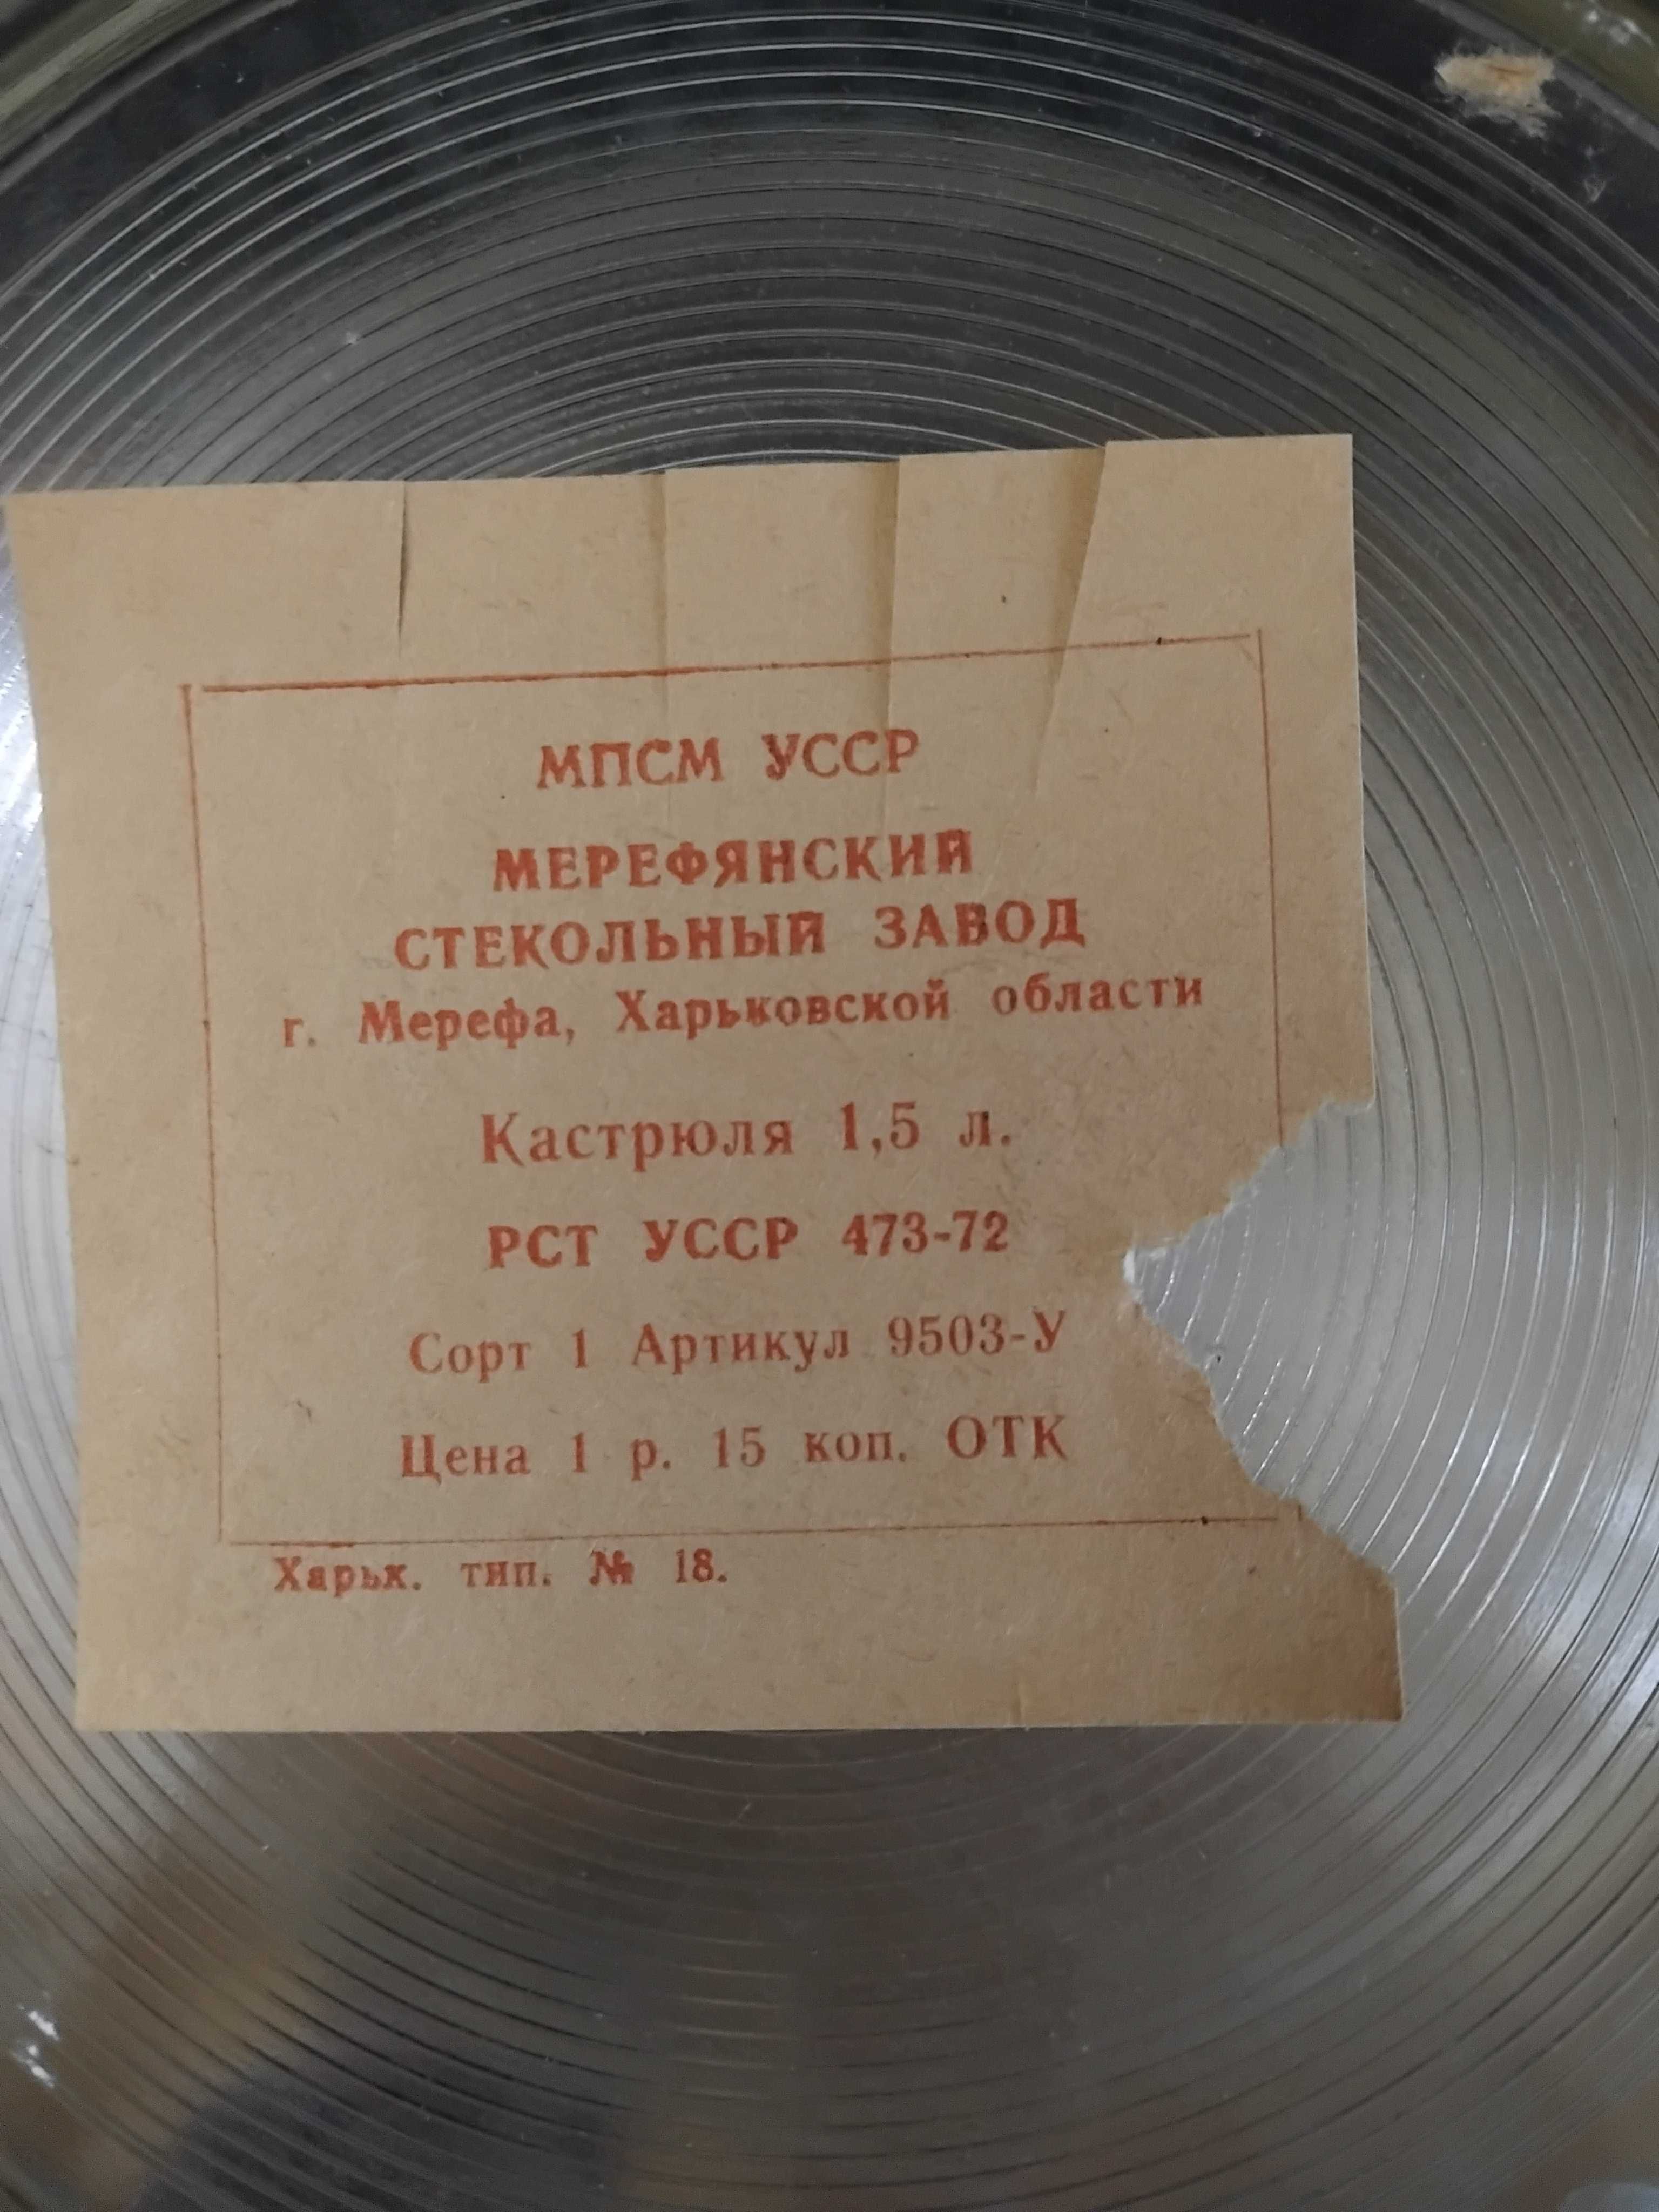 МПСМ УССР
МЕРЕФЯНСКИЙ
СТЕКОЛЬНЫЙ ЗАВОД
г. Мерефа, Харьковской области
Кастрюля 1,5 л.
РСТ УССР 473-72
Сорт 1 Артикул 9503-У
Цена 1 р. 15 коп. ОТК
Харьк. тип. № 18.